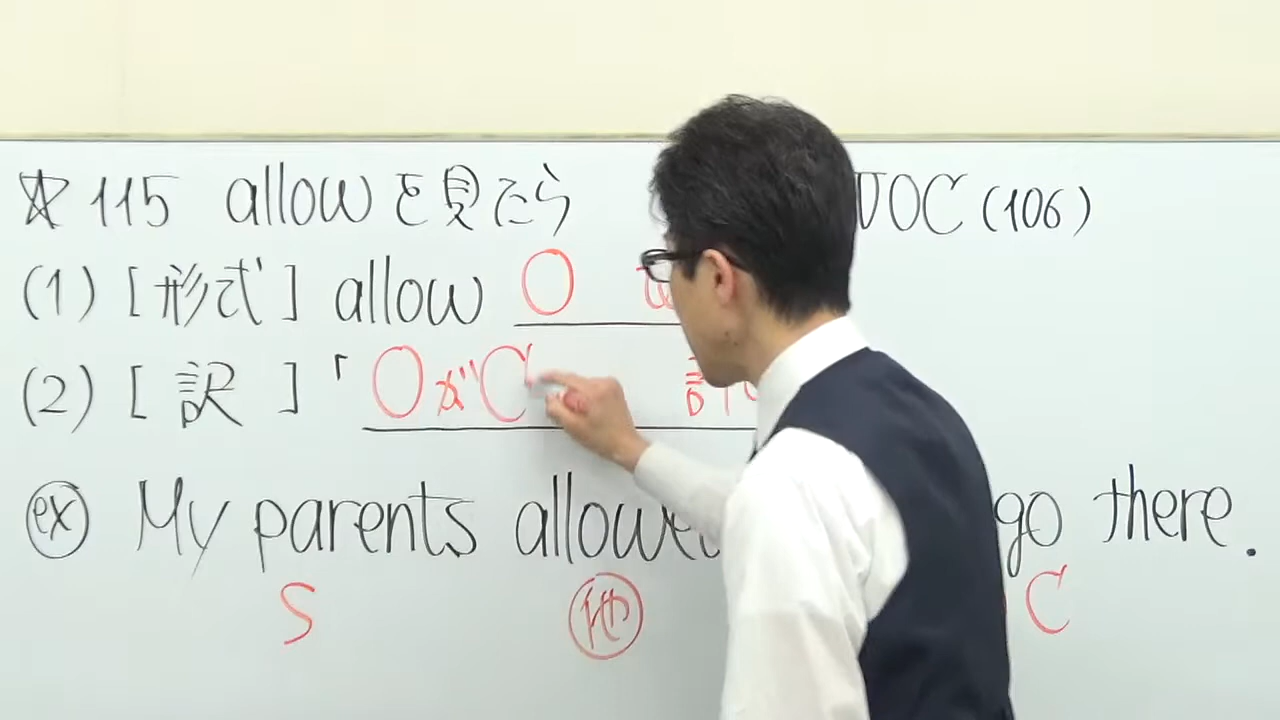 ☆115 allowを見たら VOC(106)
(1)[形式] allow O
(2)[訳]「OがC 許
ex My parents allowe go there.
S 他 C